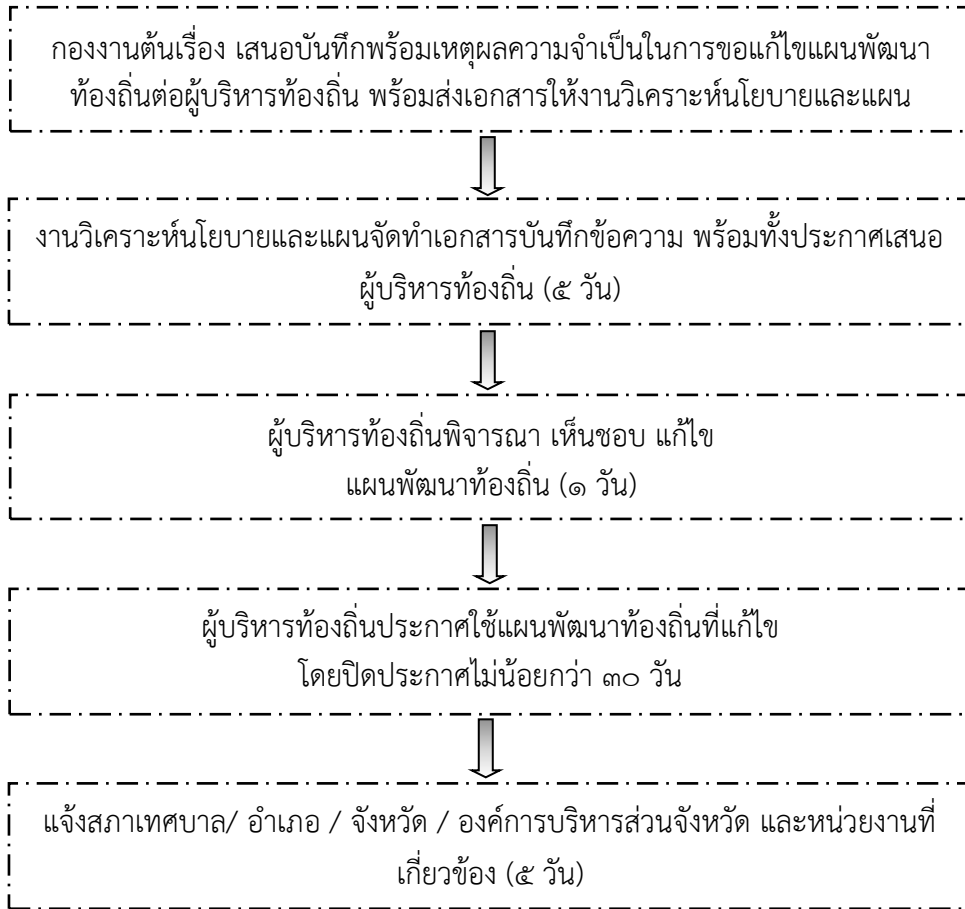 กองงานต้นเรื่อง เสนอบันทึกพร้อมเหตุผลความจำเป็นในการขอแก้ไขแผนพัฒนา
ท้องถิ่นต่อผู้บริหารท้องถิ่น พร้อมส่งเอกสารให้งานวิเคราะห์นโยบายและแผน
งานวิเคราะห์นโยบายและแผนจัดทำเอกสารบันทึกข้อความ พร้อมทั้งประกาศเสนอ
ผู้บริหารท้องถิ่น (๕ วัน)
ผู้บริหารท้องถิ่นพิจารณา เห็นชอบ แก้ไข
แผนพัฒนาท้องถิ่น (๑ วัน)
ผู้บริหารท้องถิ่นประกาศใช้แผนพัฒนาท้องถิ่นที่แก้ไข
โดยปิดประกาศไม่น้อยกว่า ๓๐ วัน
แจ้งสภาเทศบาล/ อำเภอ / จังหวัด / องค์การบริหารส่วนจังหวัด และหน่วยงานที่
เกี่ยวข้อง (๕ วัน)